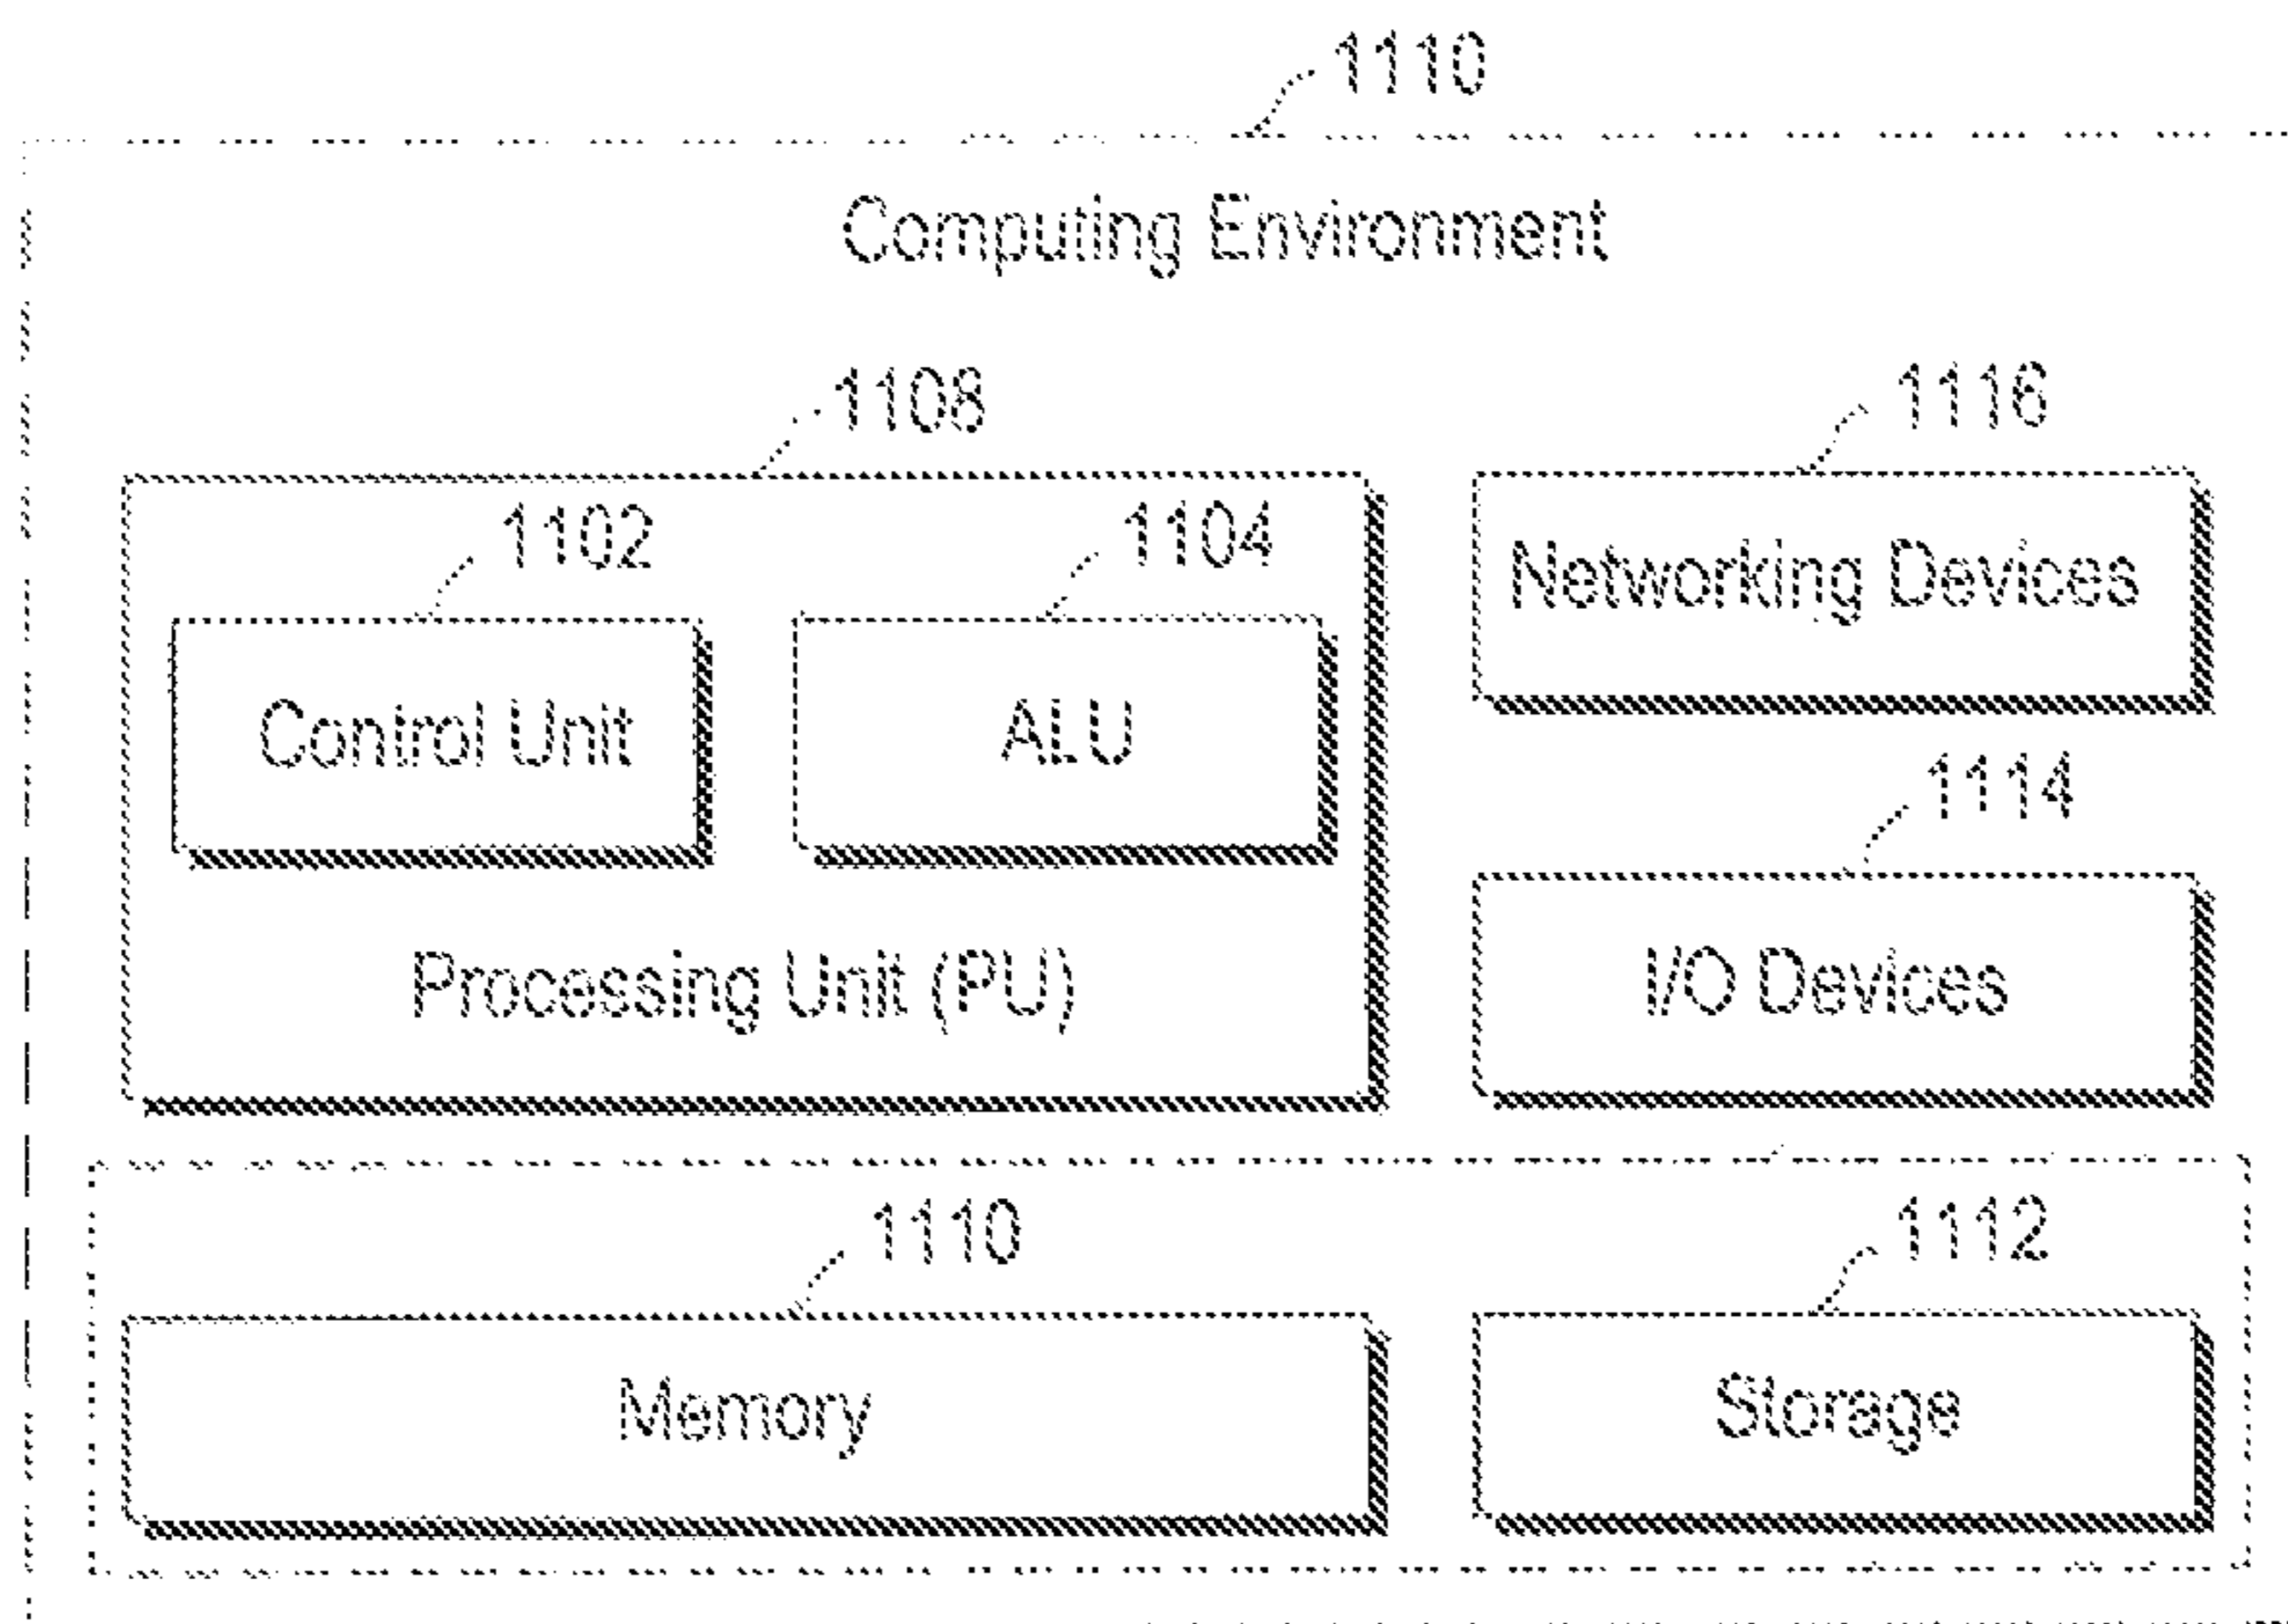 1110
Computing Environment
1108
1116
1102
1104
Networking Devices
Control Unit
ALU
1114
Processing Unit (PU)
I/O Devices
1110
1112
Memory
Storage